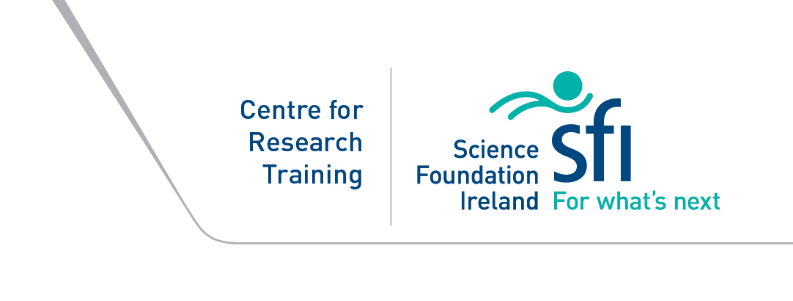 Centre for
Research
Training
Science
Foundation
Ireland
sfi
For what's next